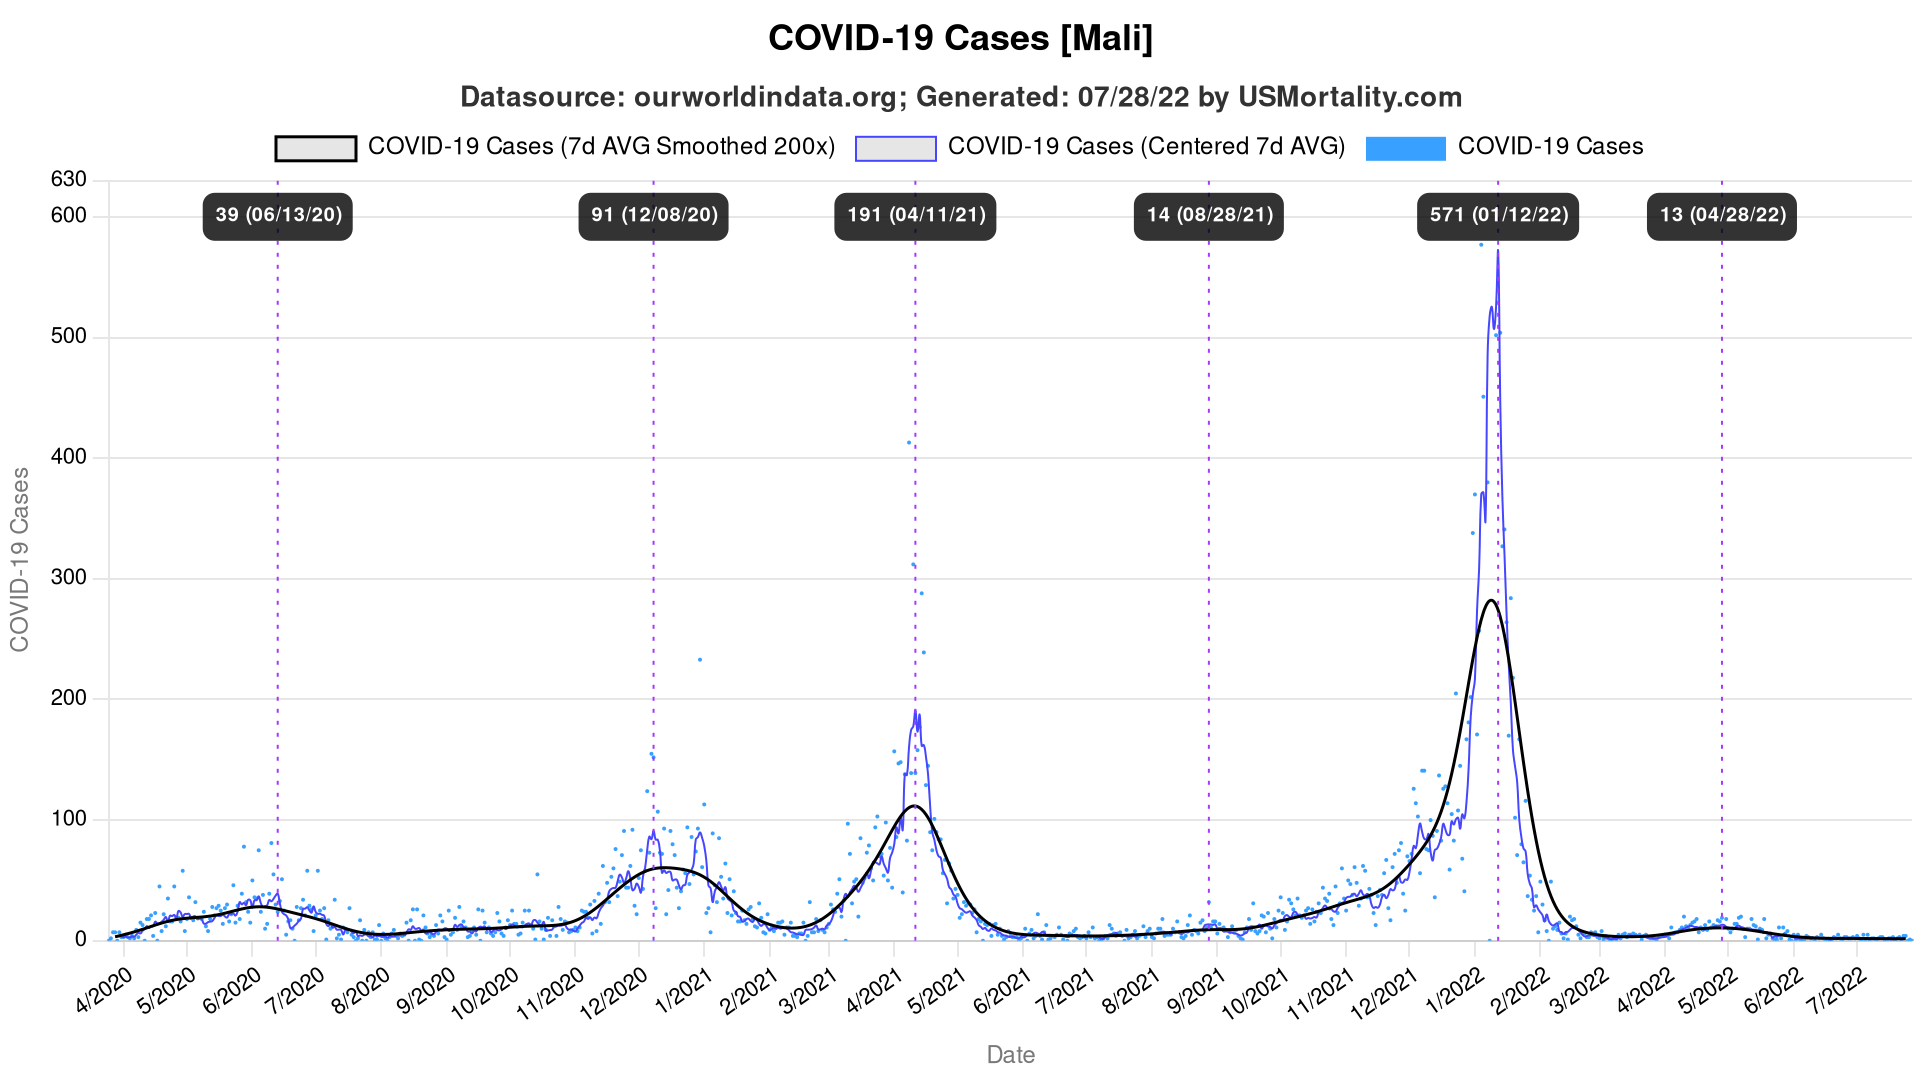 COVID-19 Cases [Mali]
Datasource: ourworldindata.org; Generated: 07/28/22 by USMortality.com
COVID-19 Cases (7d AVG Smoothed 200x) COVID-19 Cases (Centered 7d AVG) COVID-19 Cases
630
600
500
400
300
200
100
0
COVID-19 Cases
39 (06/13/20) 91 (12/08/20) 191 (04/11/21) 14 (08/28/21) 571 (01/12/22) 13 (04/28/22)
4/2020 5/2020 6/2020 7/2020 8/2020 9/2020 10/2020 11/2020 12/2020 1/2021 2/2021 3/2021 4/2021 5/2021 6/2021 7/2021 8/2021 9/2021 10/2021 11/2021 12/2021 1/2022 2/2022 3/2022 4/2022 5/2022 6/2022 7/2022
Date